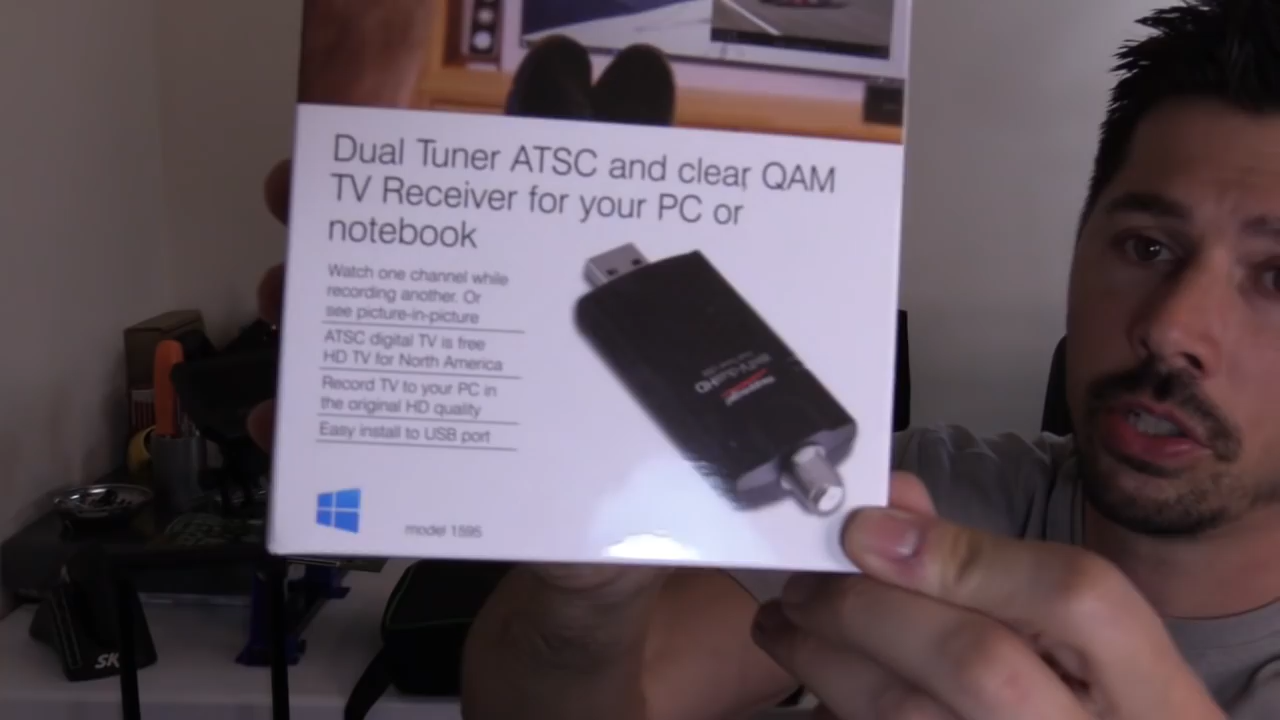 Dual Tuner ATSC and clear QAM
TV Receiver for your PC or
notebook
Watch one channel while
recording another. Or
see picture-in-picture
ATSC digital TV is free
HD TV for North America
Record TV to your PC in
the original HD quality
Easy install to USB port
model 1595
SK